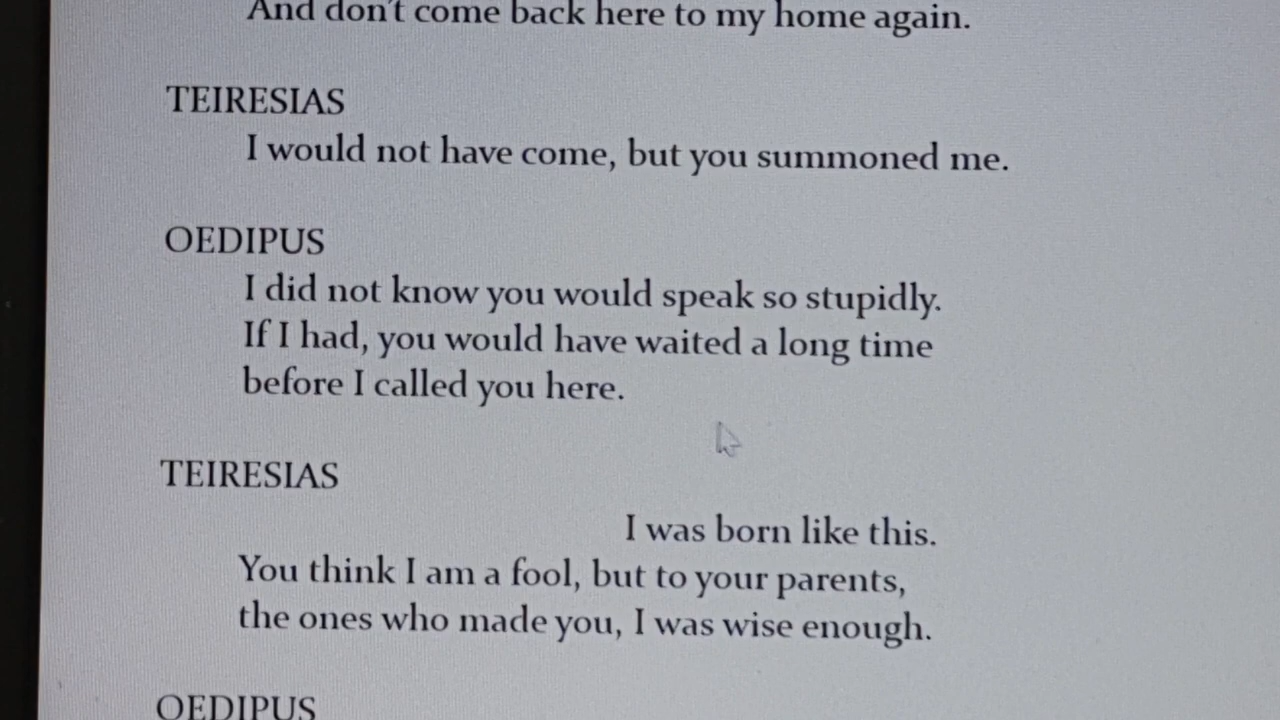 And don't come back here to my home again.
TEIRESIAS
I would not have come, but you summoned me.
OEDIPUS
I did not know you would speak so stupidly.
If I had, you would have waited a long time
before I called you here.
TEIRESIAS
I was born like this.
You think I am a fool, but to your parents,
the ones who made you, I was wise enough.
OEDIPUS